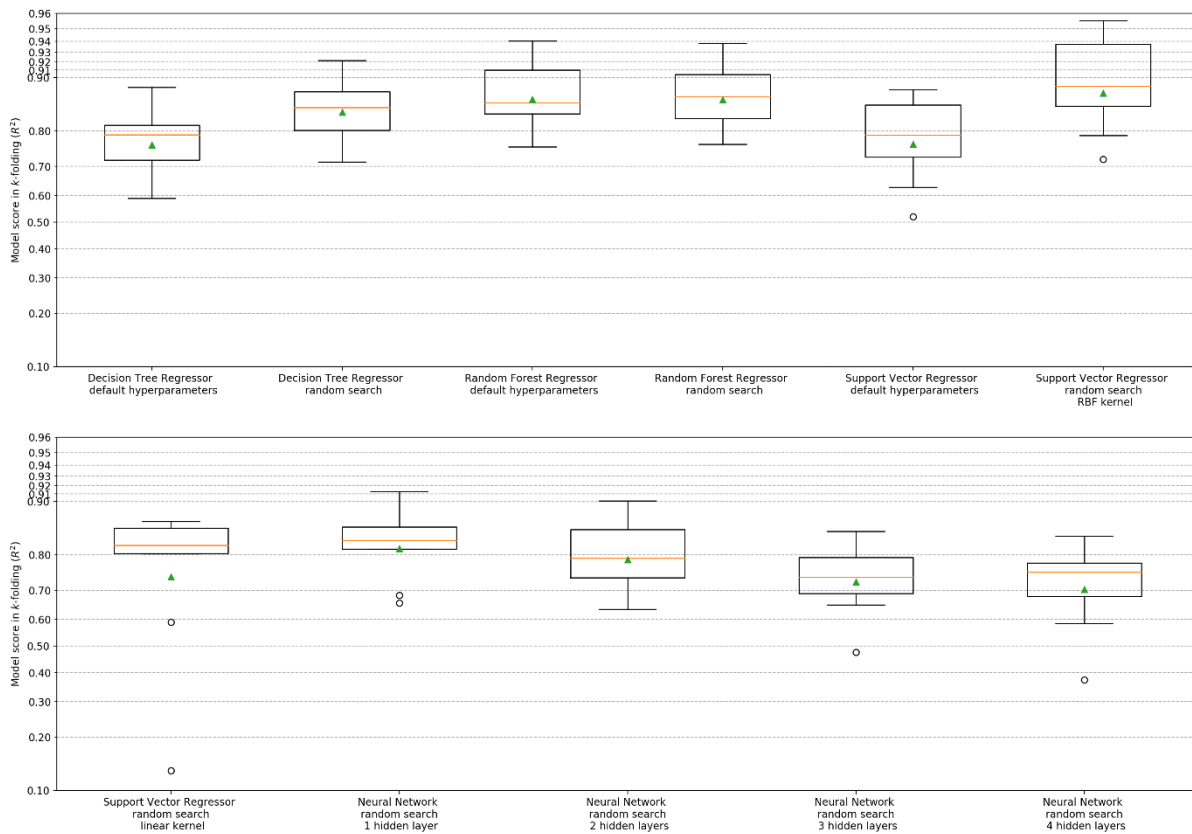 0.96
0.95
0.94
0.93
0.92
0.91
0.90
0.80
0.70
0.60
0.50
0.40
0.30
0.20
0.10
Model score in k-folding (R²)
Decision Tree Regressor
default hyperparameters
Decision Tree Regressor
random search
Random Forest Regressor
default hyperparameters
Random Forest Regressor
random search
Support Vector Regressor
default hyperparameters
Support Vector Regressor
random search
RBF kernel
0.96
0.95
0.94
0.93
0.92
0.91
0.90
0.80
0.70
0.60
0.50
0.40
0.30
0.20
0.10
Model score in k-folding (R²)
Support Vector Regressor
random search
linear kernel
Neural Network
random search
1 hidden layer
Neural Network
random search
2 hidden layers
Neural Network
random search
3 hidden layers
Neural Network
random search
4 hidden layers